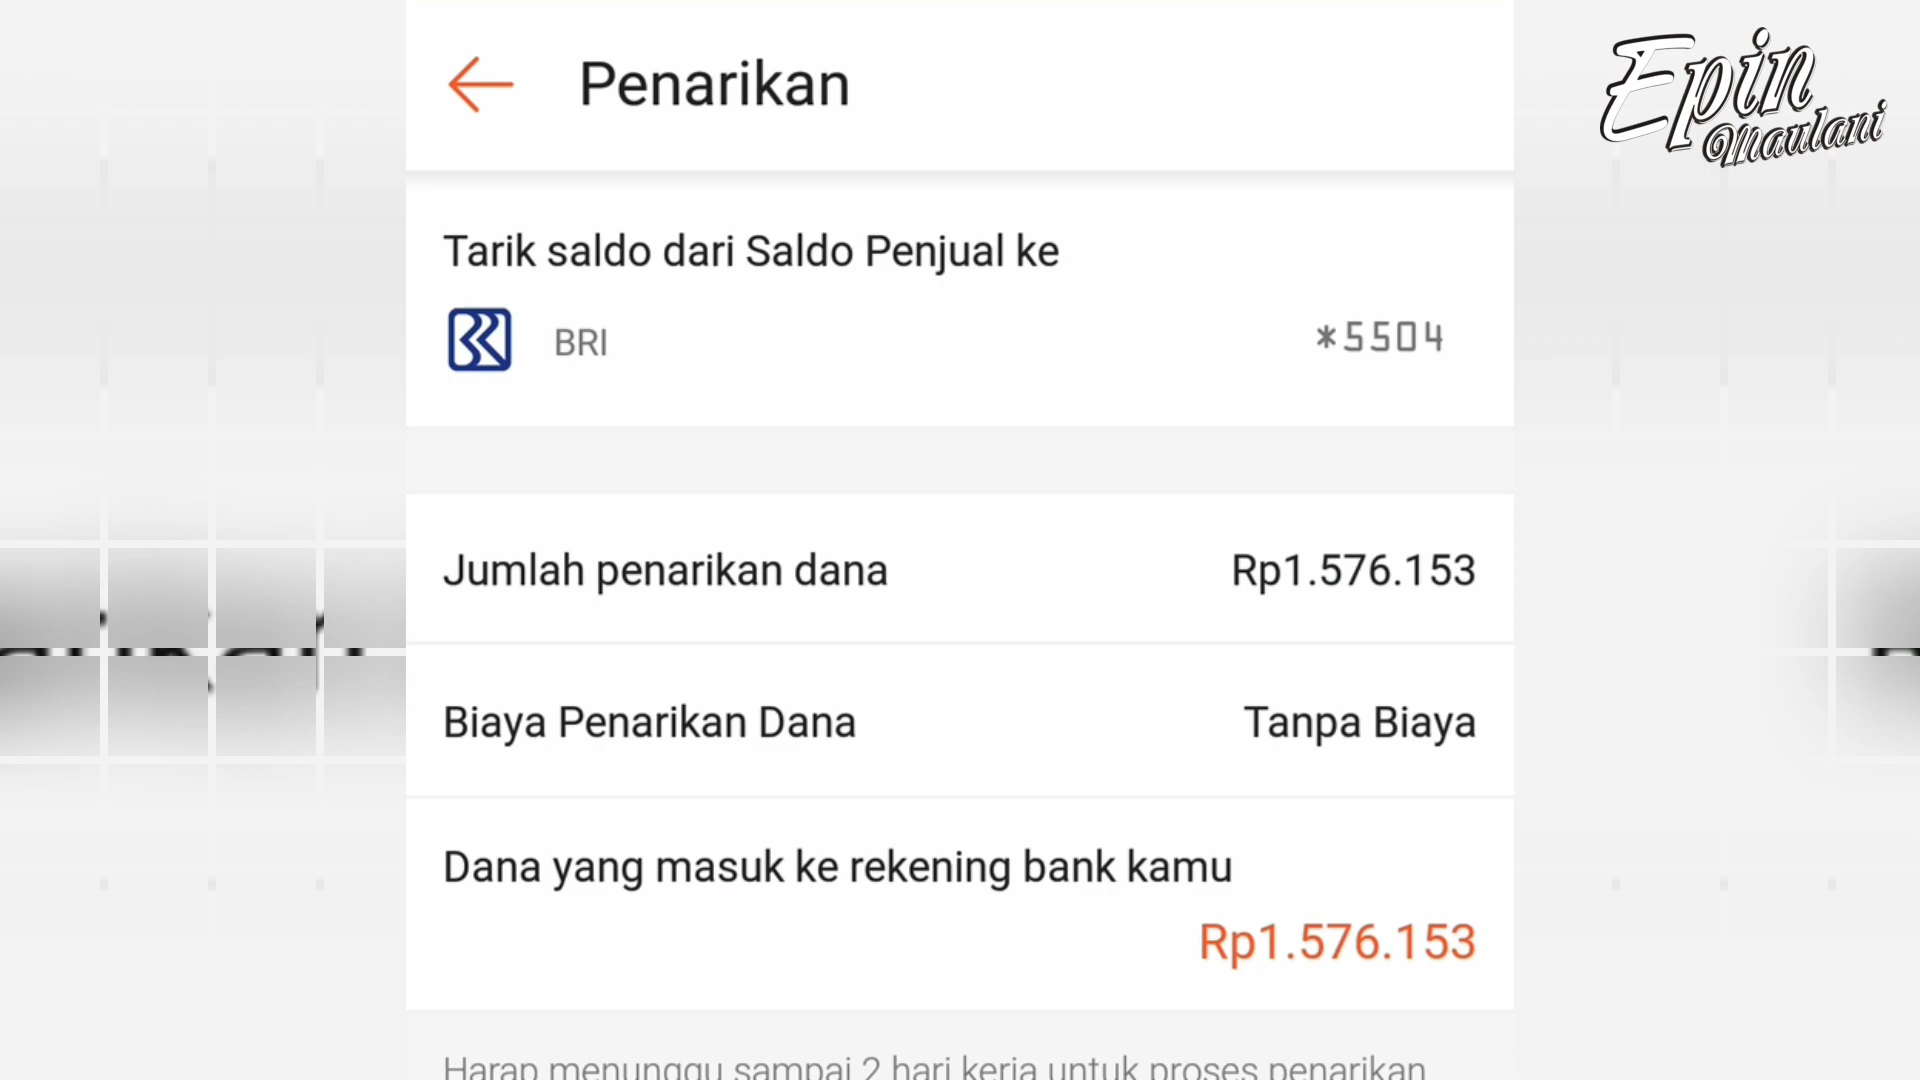 Epin
Maulani
Penarikan
Tarik saldo dari Saldo Penjual ke
BRI *5504
Jumlah penarikan dana Rp1.576.153
Biaya Penarikan Dana Tanpa Biaya
Dana yang masuk ke rekening bank kamu
Rp1.576.153
Harap menunggu sampai 2 hari kerja untuk proses penarikan